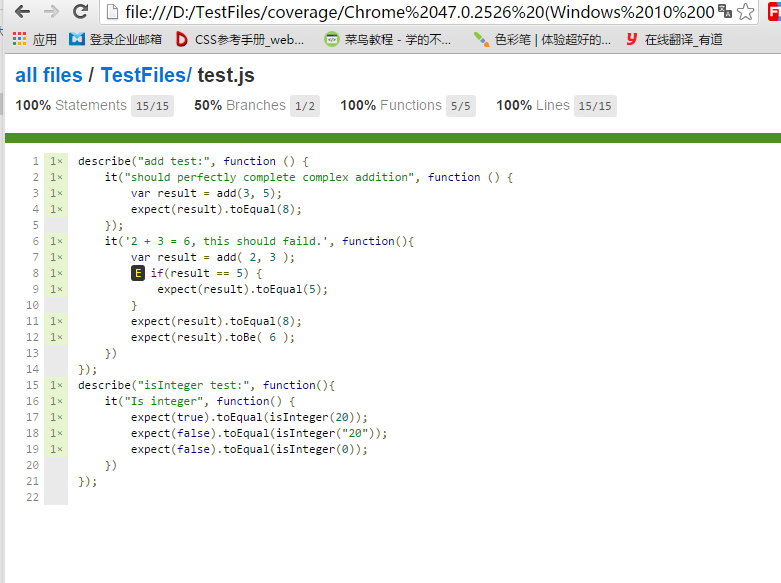 file:///D:/TestFiles/coverage/Chrome%2047.0.2526%20(Windows%2010%200
应用 登录企业邮箱 CSS参考手册_web... 菜鸟教程 - 学的不... 色彩笔 | 体验超好的... 在线翻译_有道
all files / TestFiles/ test.js
100% Statements 15/15 50% Branches 1/2 100% Functions 5/5 100% Lines 15/15
1 1× describe("add test:", function () {
2 1× it("should perfectly complete complex addition", function () {
3 1× var result = add(3, 5);
4 1× expect(result).toEqual(8);
5 });
6 1× it('2 + 3 = 6, this should faild.', function(){
7 1× var result = add( 2, 3 );
8 1× E if(result == 5) {
9 1× expect(result).toEqual(5);
10 }
11 1× expect(result).toEqual(8);
12 1× expect(result).toBe( 6 );
13 })
14 });
15 1× describe("isInteger test:", function(){
16 1× it("Is integer", function() {
17 1× expect(true).toEqual(isInteger(20));
18 1× expect(false).toEqual(isInteger("20"));
19 1× expect(false).toEqual(isInteger(0));
20 })
21 });
22